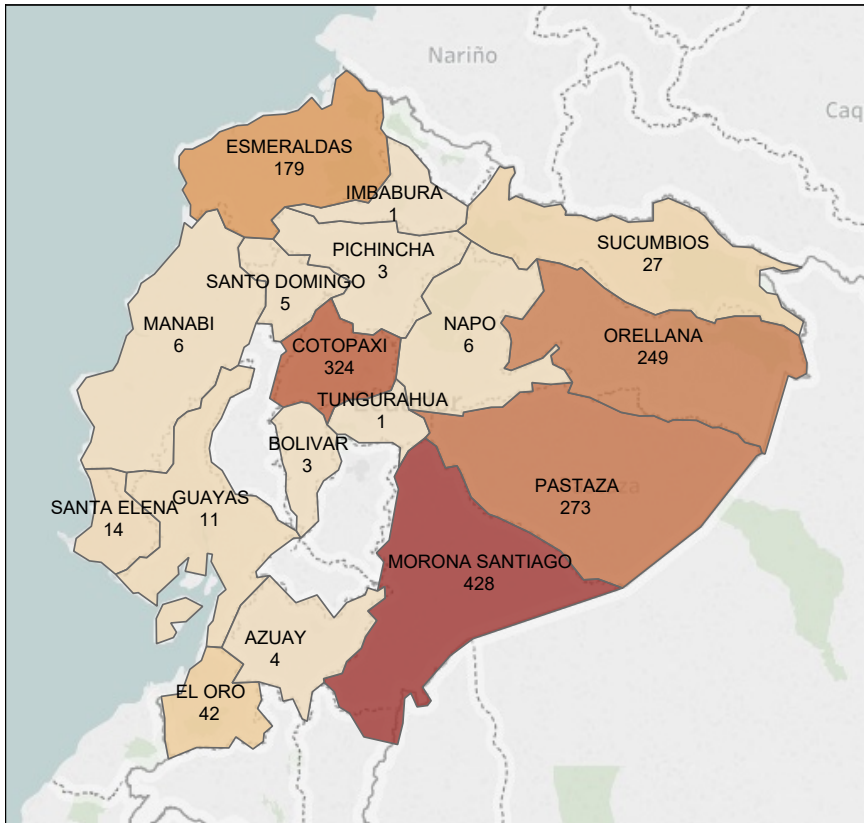 Nariño
Caq
ESMERALDAS
179
IMBABURA
1
PICHINCHA
3
SUCUMBIOS
27
SANTO DOMINGO
5
MANABI
6
NAPO
6
ORELLANA
249
COTOPAXI
324
TUNGURAHUA
1
BOLIVAR
3
SANTA ELENA
14
GUAYAS
11
PASTAZA
273
MORONA SANTIAGO
428
AZUAY
4
EL ORO
42